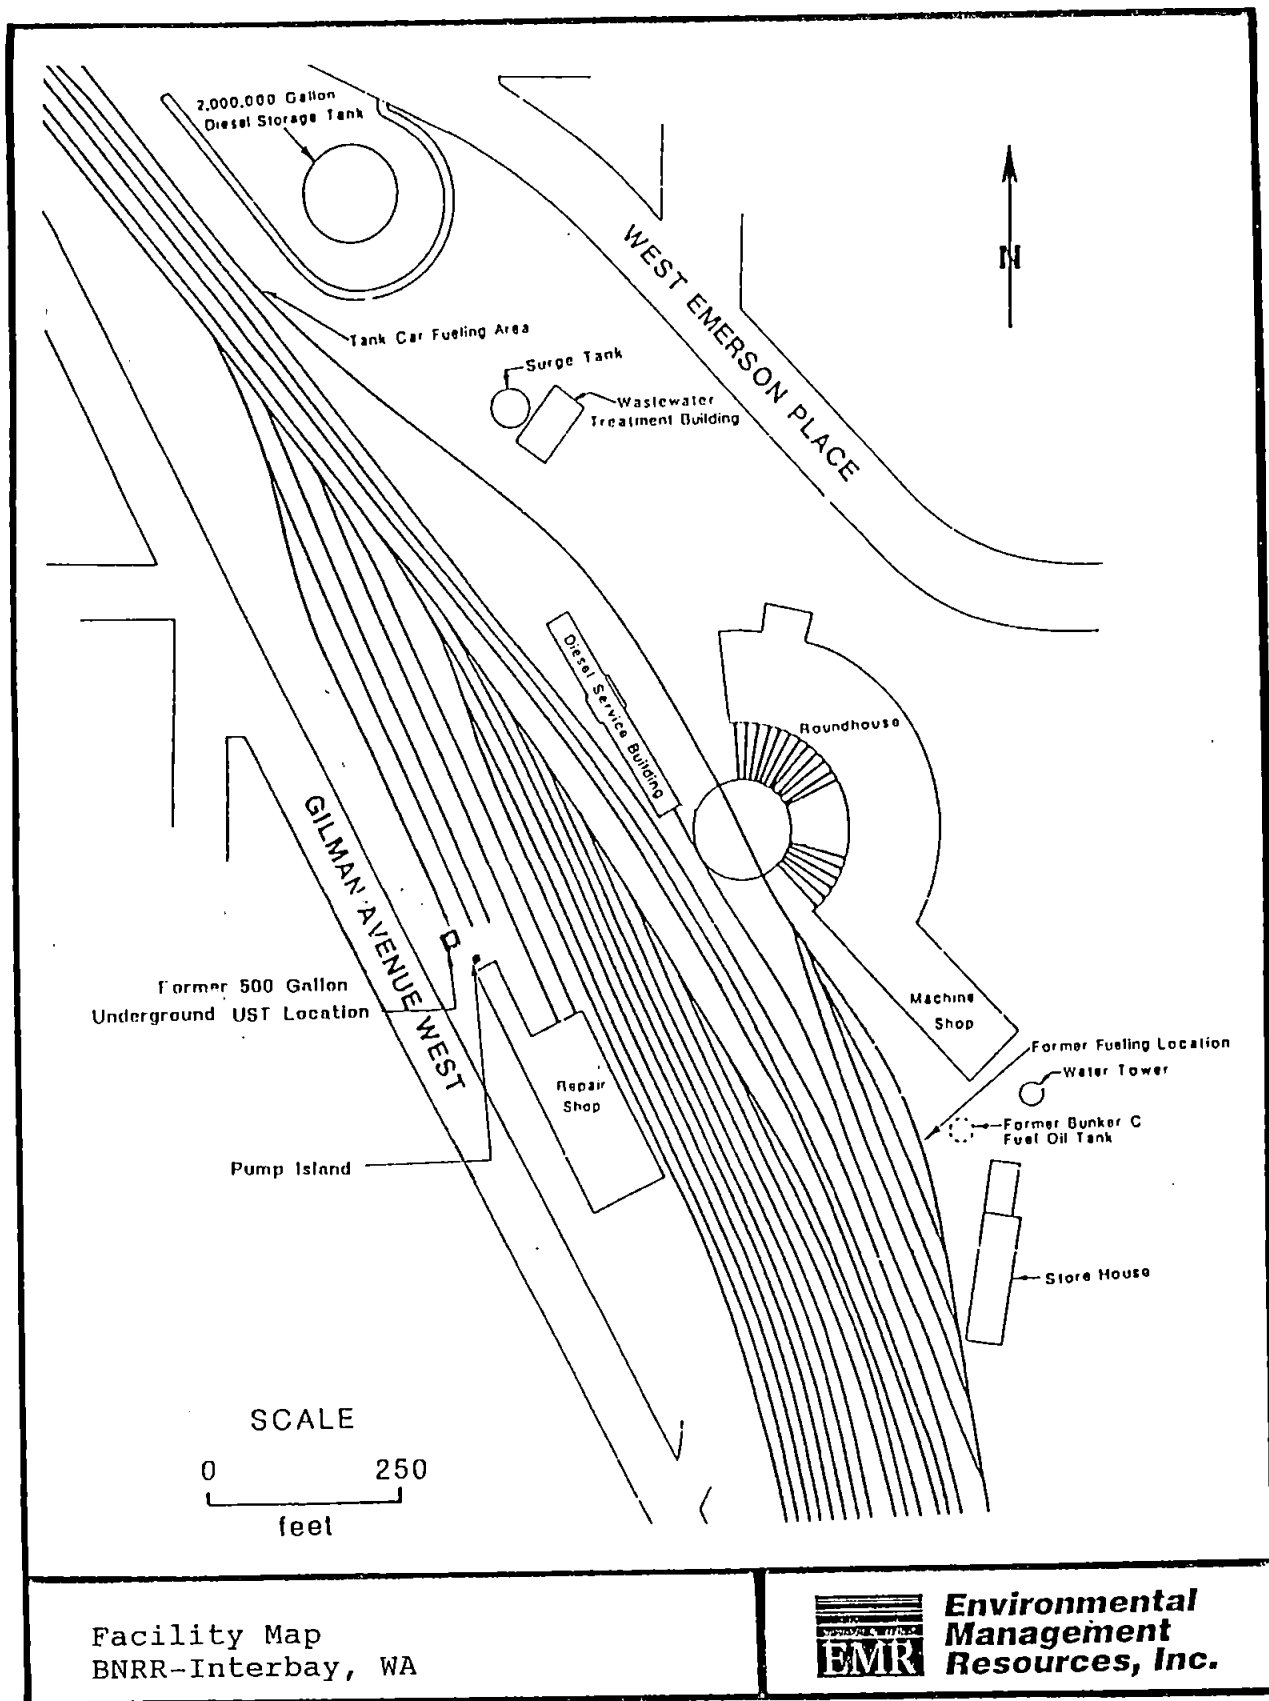 2,000,000 Gallon
Diesel Storage Tank
WEST EMERSON PLACE
N
Tank Car Fueling Area
Surge Tank
Wastewater
Treatment Building
Diesel Service Building
Roundhouse
GILMAN AVENUE WEST
Former 500 Gallon
Underground UST Location
Machine
Shop
Former Fueling Location
Water Tower
Repair
Shop
Former Bunker C
Fuel Oil Tank
Pump Island
Store House
SCALE
0 250
feet
Facility Map
BNRR-Interbay, WA
EMR
Environmental
Management
Resources, Inc.